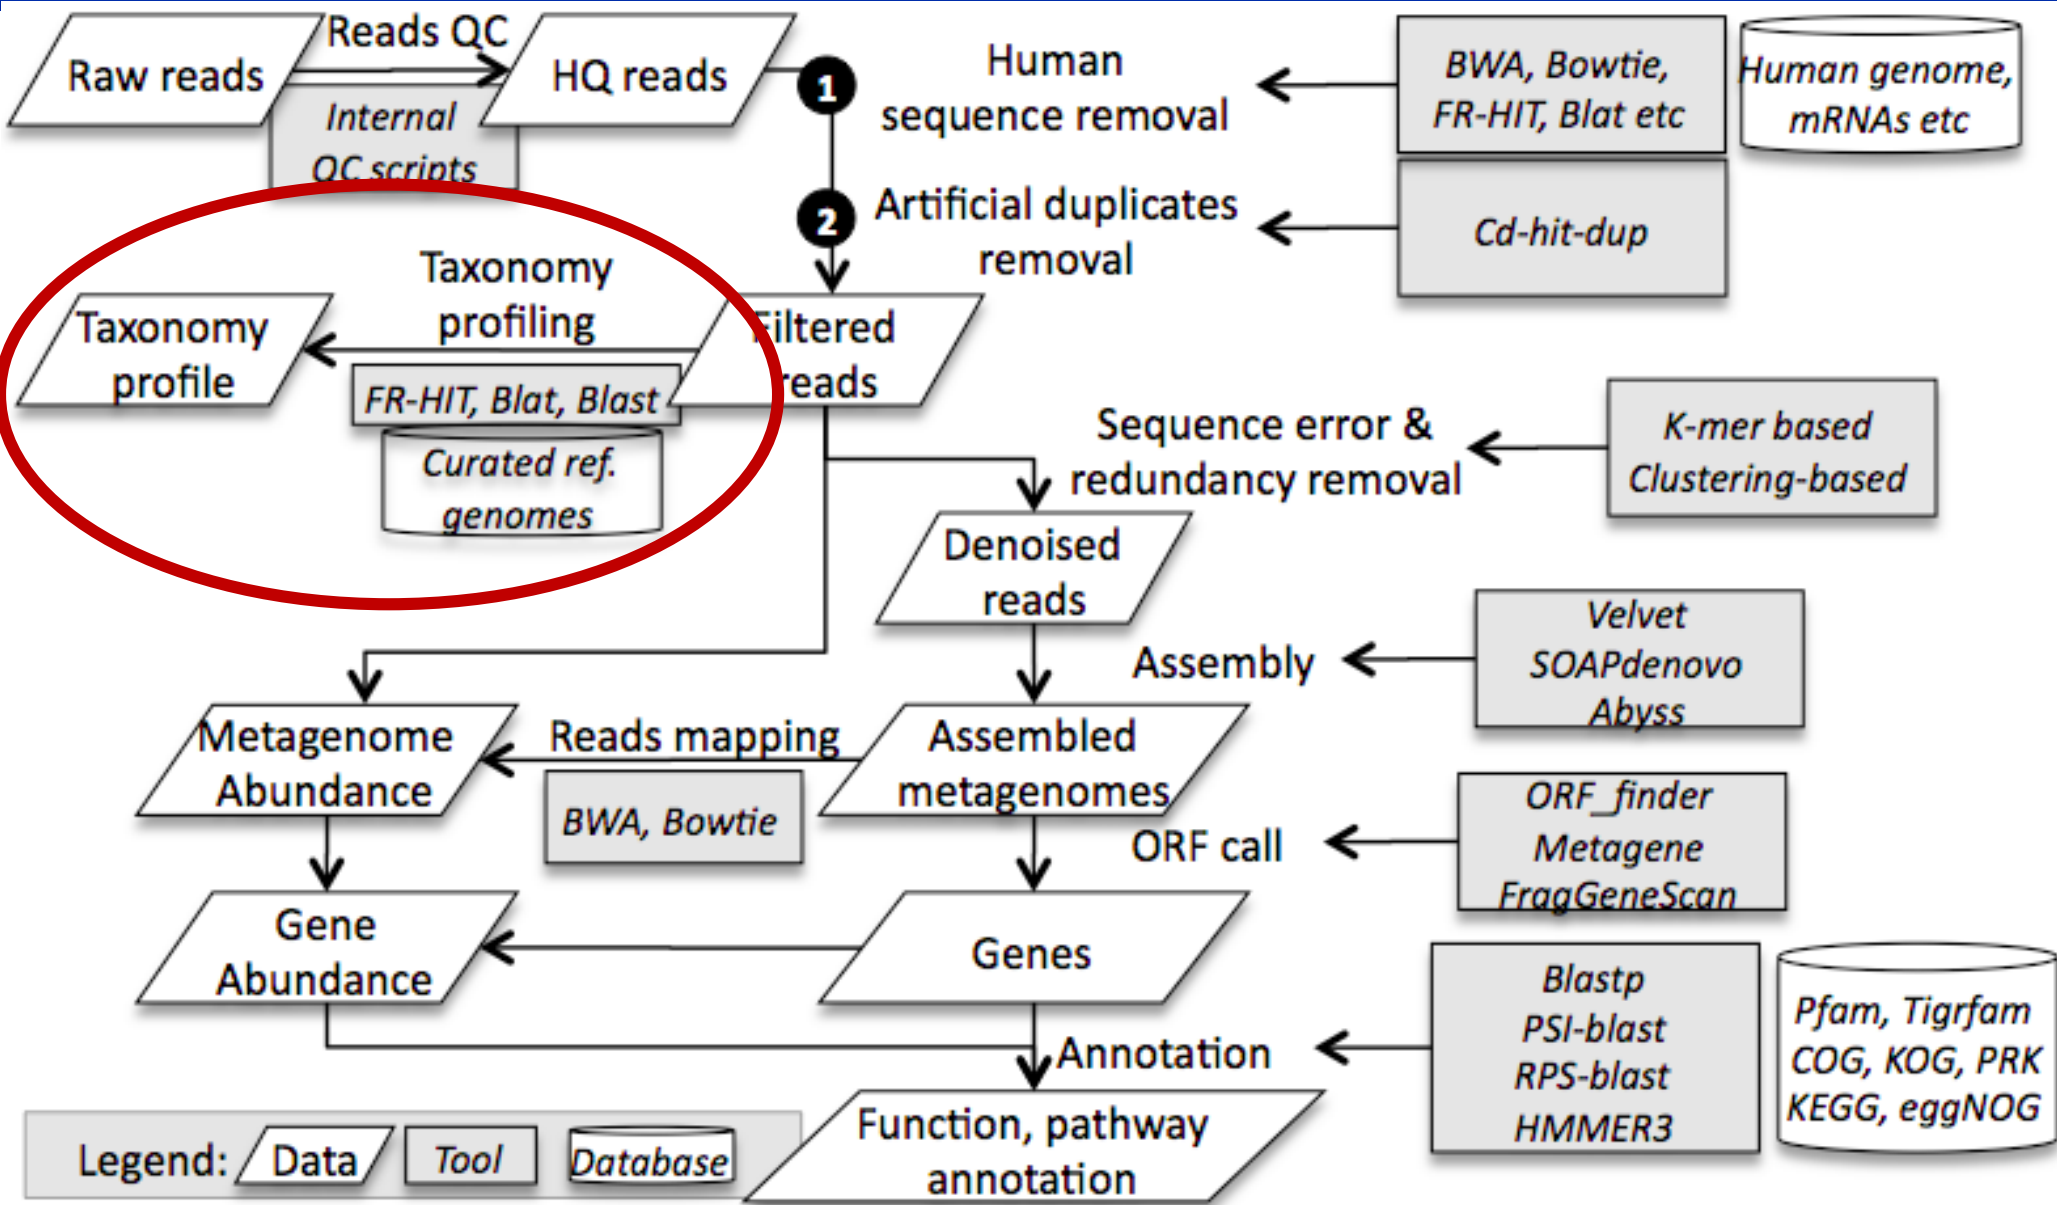 Reads QC
Raw reads
HQ reads
Internal
QC scripts
1
Human
sequence removal
BWA, Bowtie,
FR-HIT, Blat etc
Human genome,
mRNAs etc
2
Artificial duplicates
removal
Cd-hit-dup
Taxonomy
profiling
Taxonomy
profile
Filtered
reads
FR-HIT, Blat, Blast
Curated ref.
genomes
Sequence error &
redundancy removal
K-mer based
Clustering-based
Denoised
reads
Assembly
Velvet
SOAPdenovo
Abyss
Metagenome
Abundance
Reads mapping
BWA, Bowtie
Assembled
metagenomes
ORF call
ORF_finder
Metagene
FragGeneScan
Gene
Abundance
Genes
Annotation
Blastp
PSI-blast
RPS-blast
HMMER3
Pfam, Tigrfam
COG, KOG, PRK
KEGG, eggNOG
Function, pathway
annotation
Legend:
Data
Tool
Database